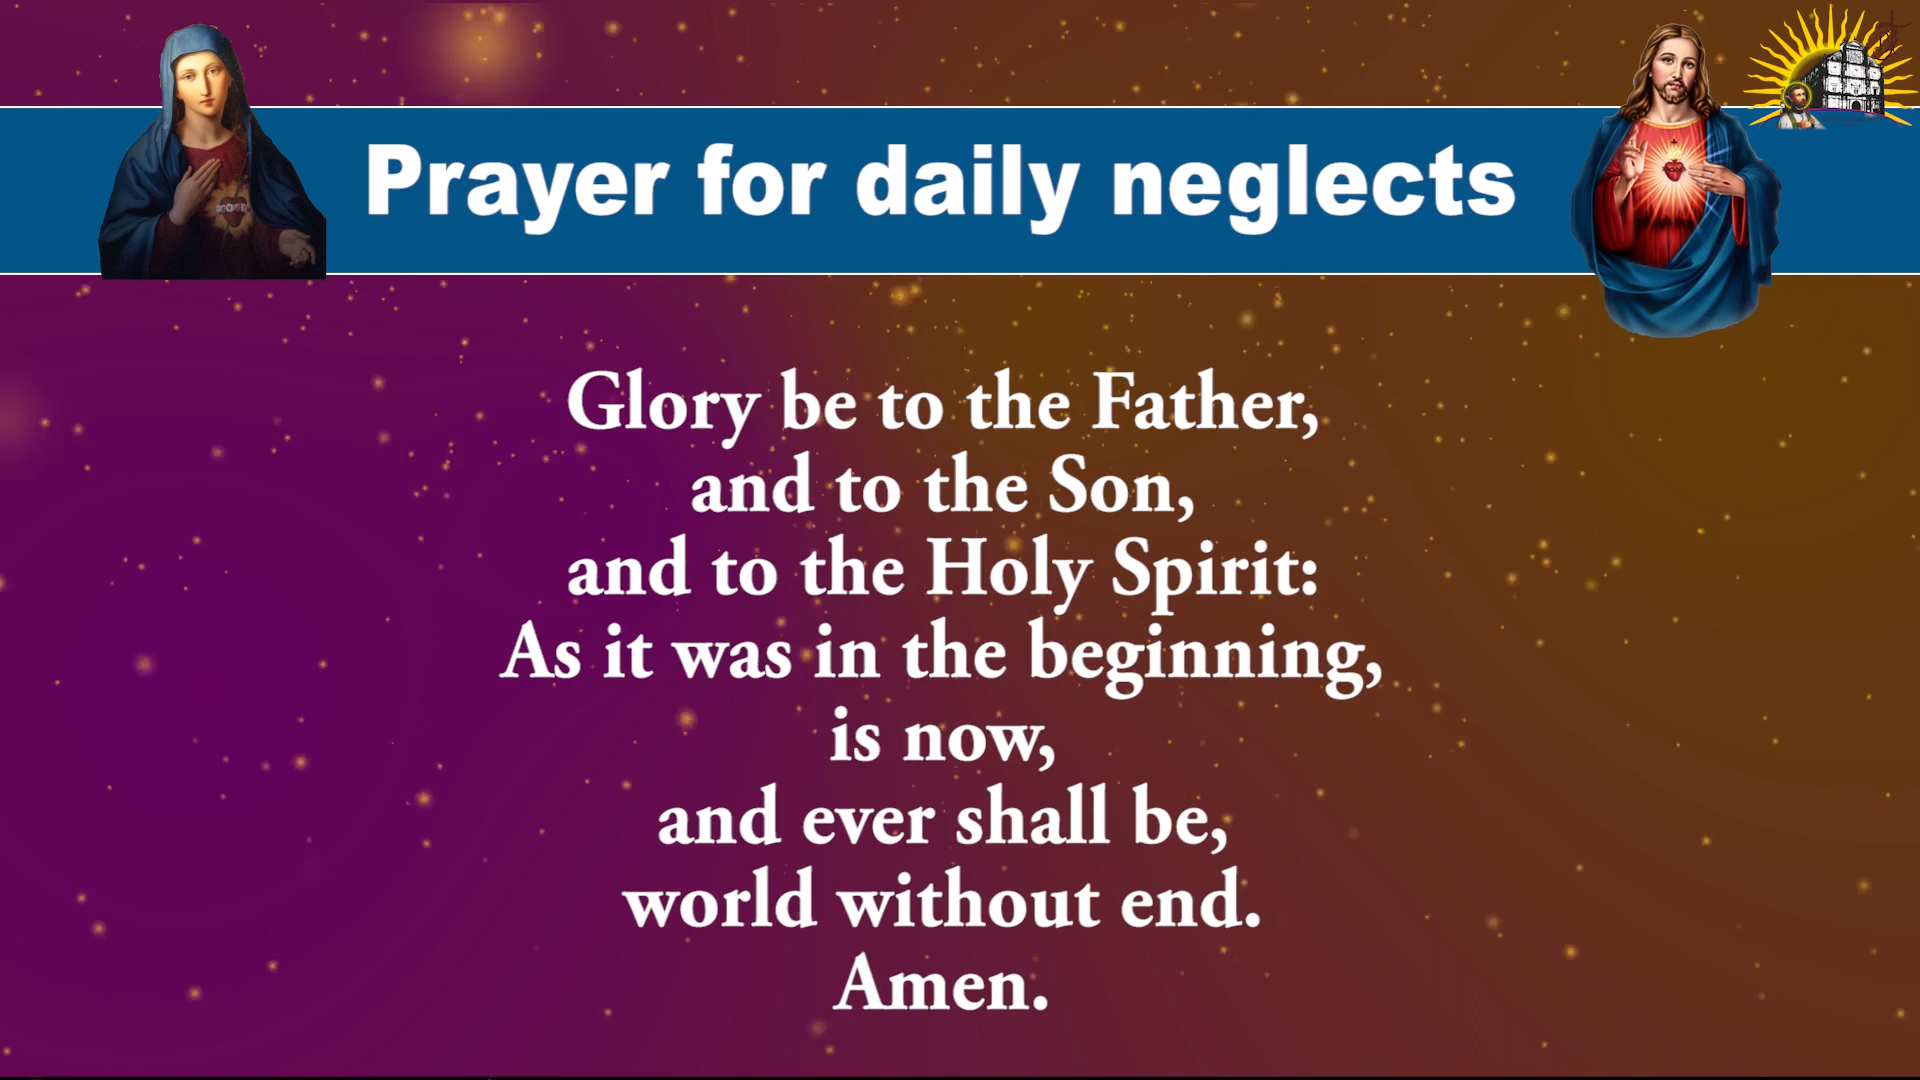 Prayer for daily neglects
Glory be to the Father,
and to the Son,
and to the Holy Spirit:
As it was in the beginning,
is now,
and ever shall be,
world without end.
Amen.